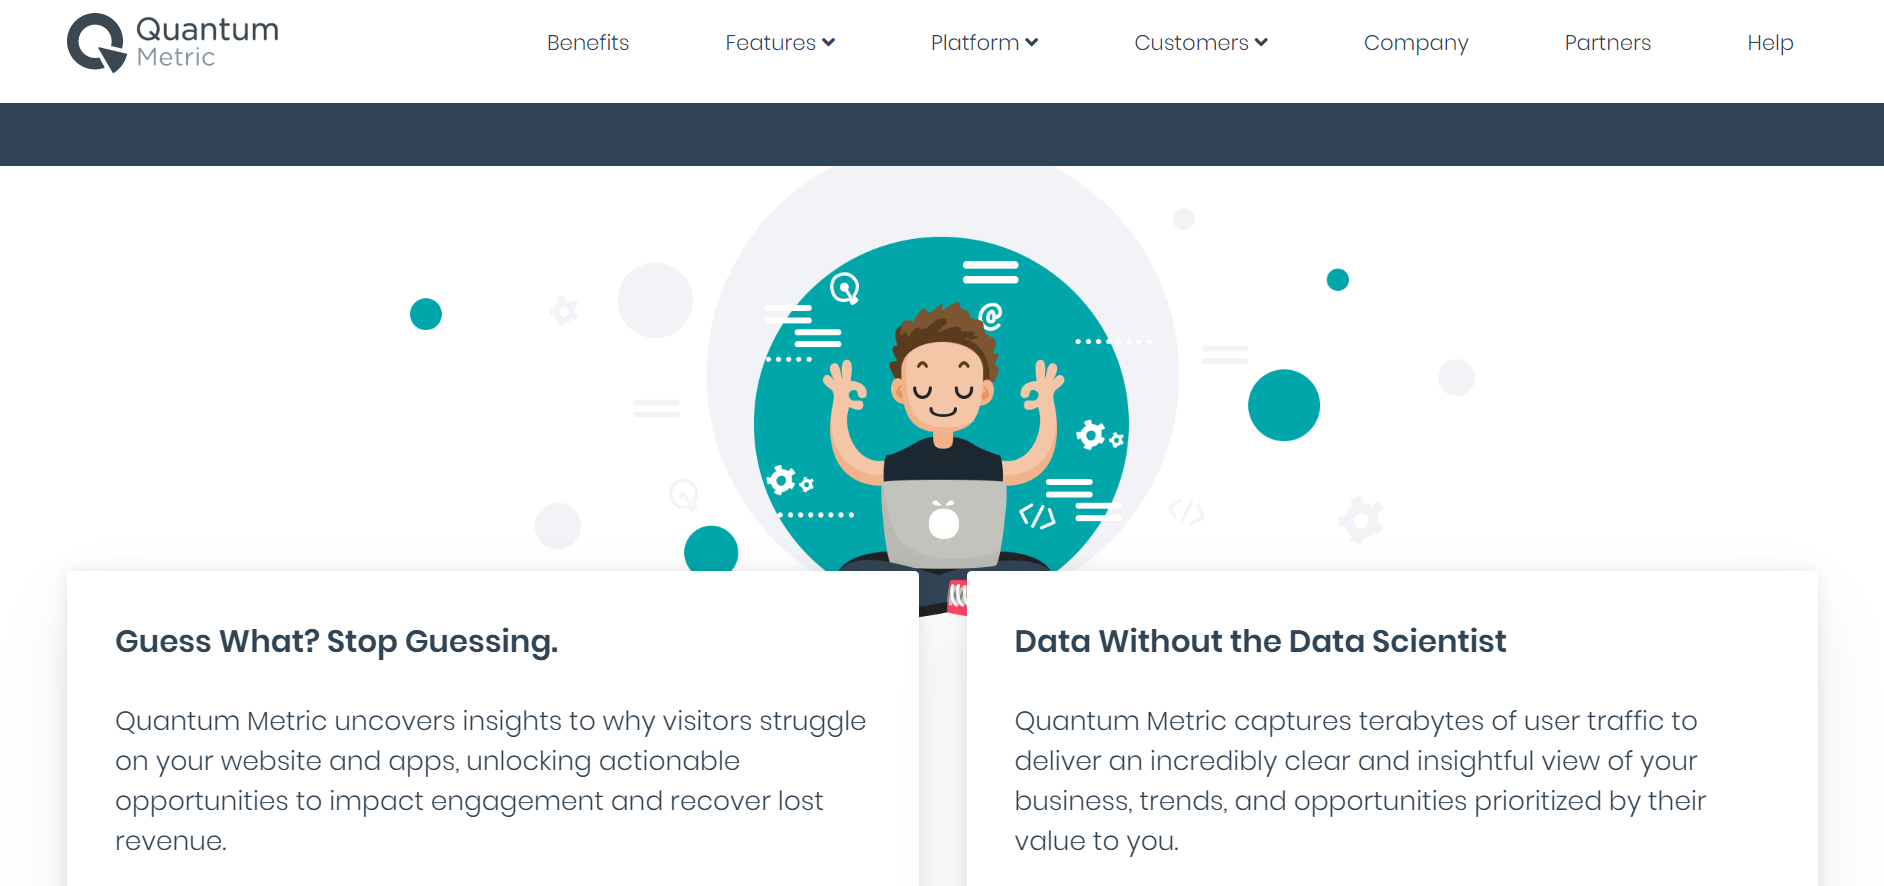 Quantum
Metric
Benefits
Features
Platform
Customers
Company
Partners
Help
@
</>
</>
Guess What? Stop Guessing.
Quantum Metric uncovers insights to why visitors struggle
on your website and apps, unlocking actionable
opportunities to impact engagement and recover lost
revenue.
Data Without the Data Scientist
Quantum Metric captures terabytes of user traffic to
deliver an incredibly clear and insightful view of your
business, trends, and opportunities prioritized by their
value to you.